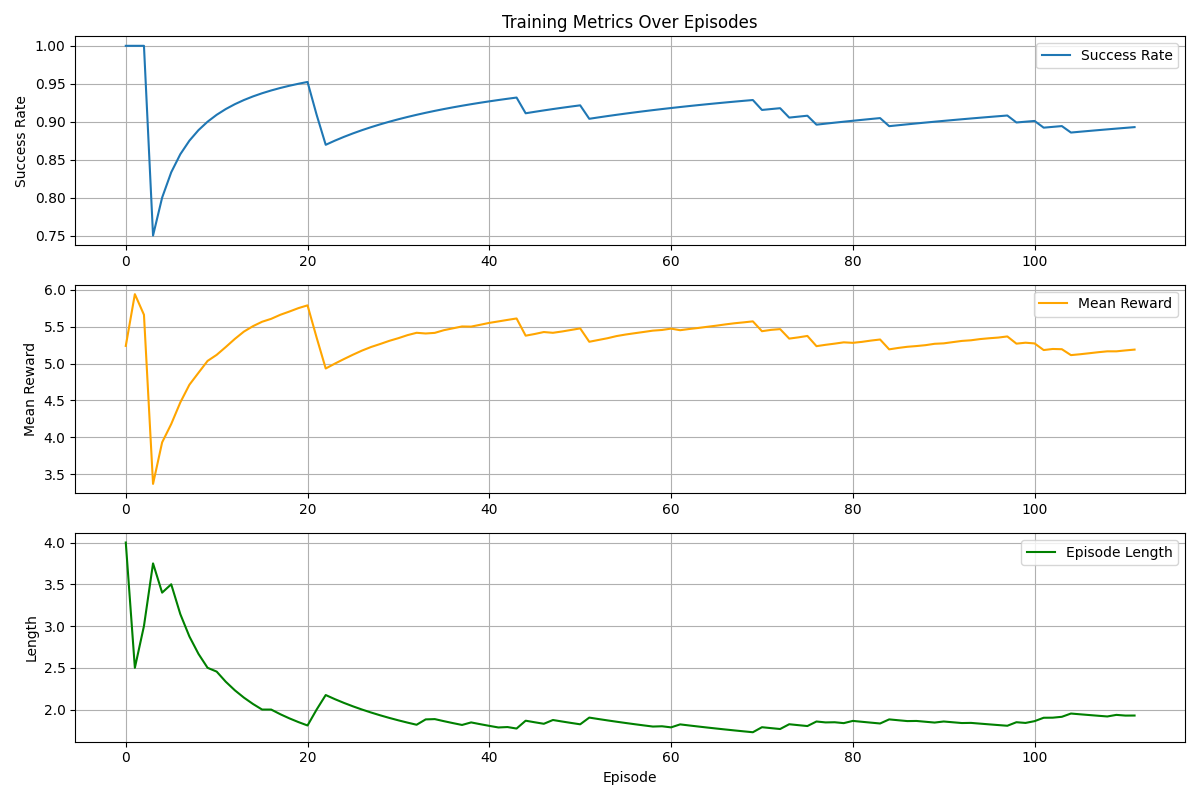 Training Metrics Over Episodes
Success Rate
1.00
0.95
0.90
0.85
0.80
0.75
Success Rate
0 20 40 60 80 100
Mean Reward
6.0
5.5
5.0
4.5
4.0
3.5
Mean Reward
0 20 40 60 80 100
Length
4.0
3.5
3.0
2.5
2.0
Episode Length
0 20 40 60 80 100
Episode